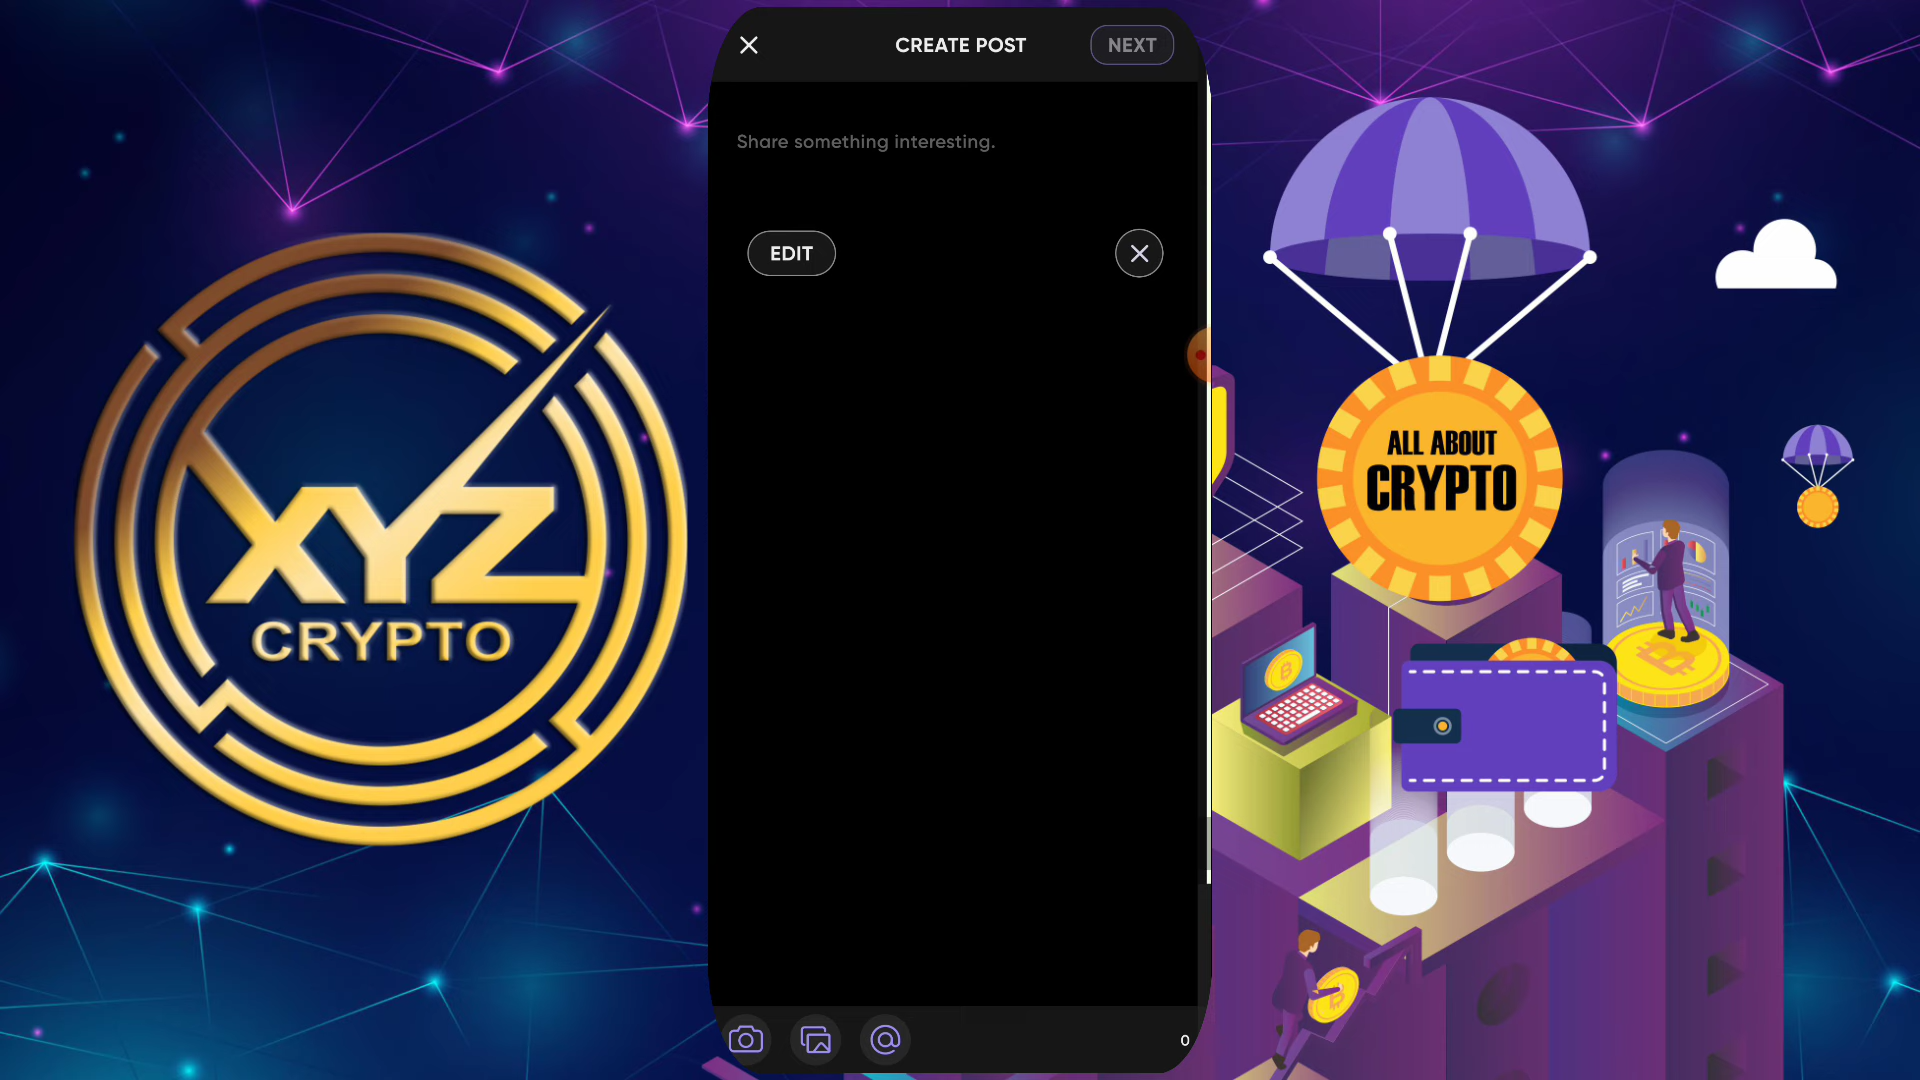 CREATE POST
NEXT
Share something interesting.
EDIT
XYZ
CRYPTO
ALL ABOUT
CRYPTO
0